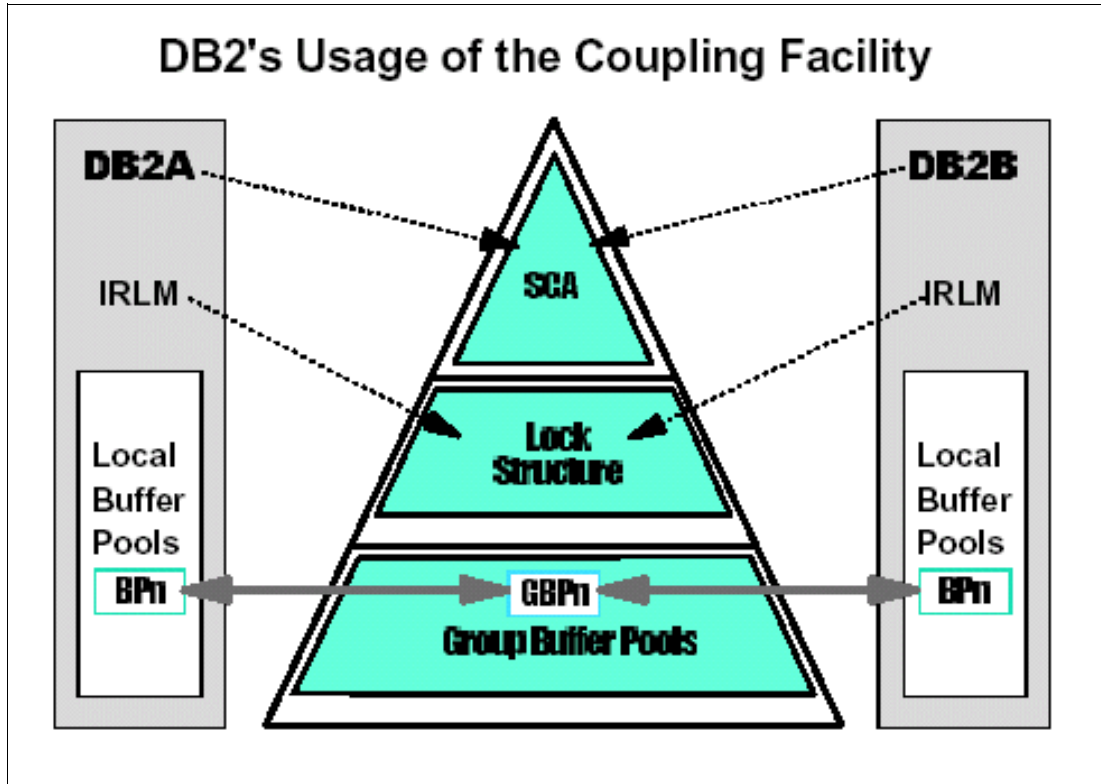 DB2's Usage of the Coupling Facility
DB2A
IRLM
Local
Buffer
Pools
BPn
SCA
Lock
Structure
GBPn
Group Buffer Pools
DB2B
IRLM
Local
Buffer
Pools
BPn